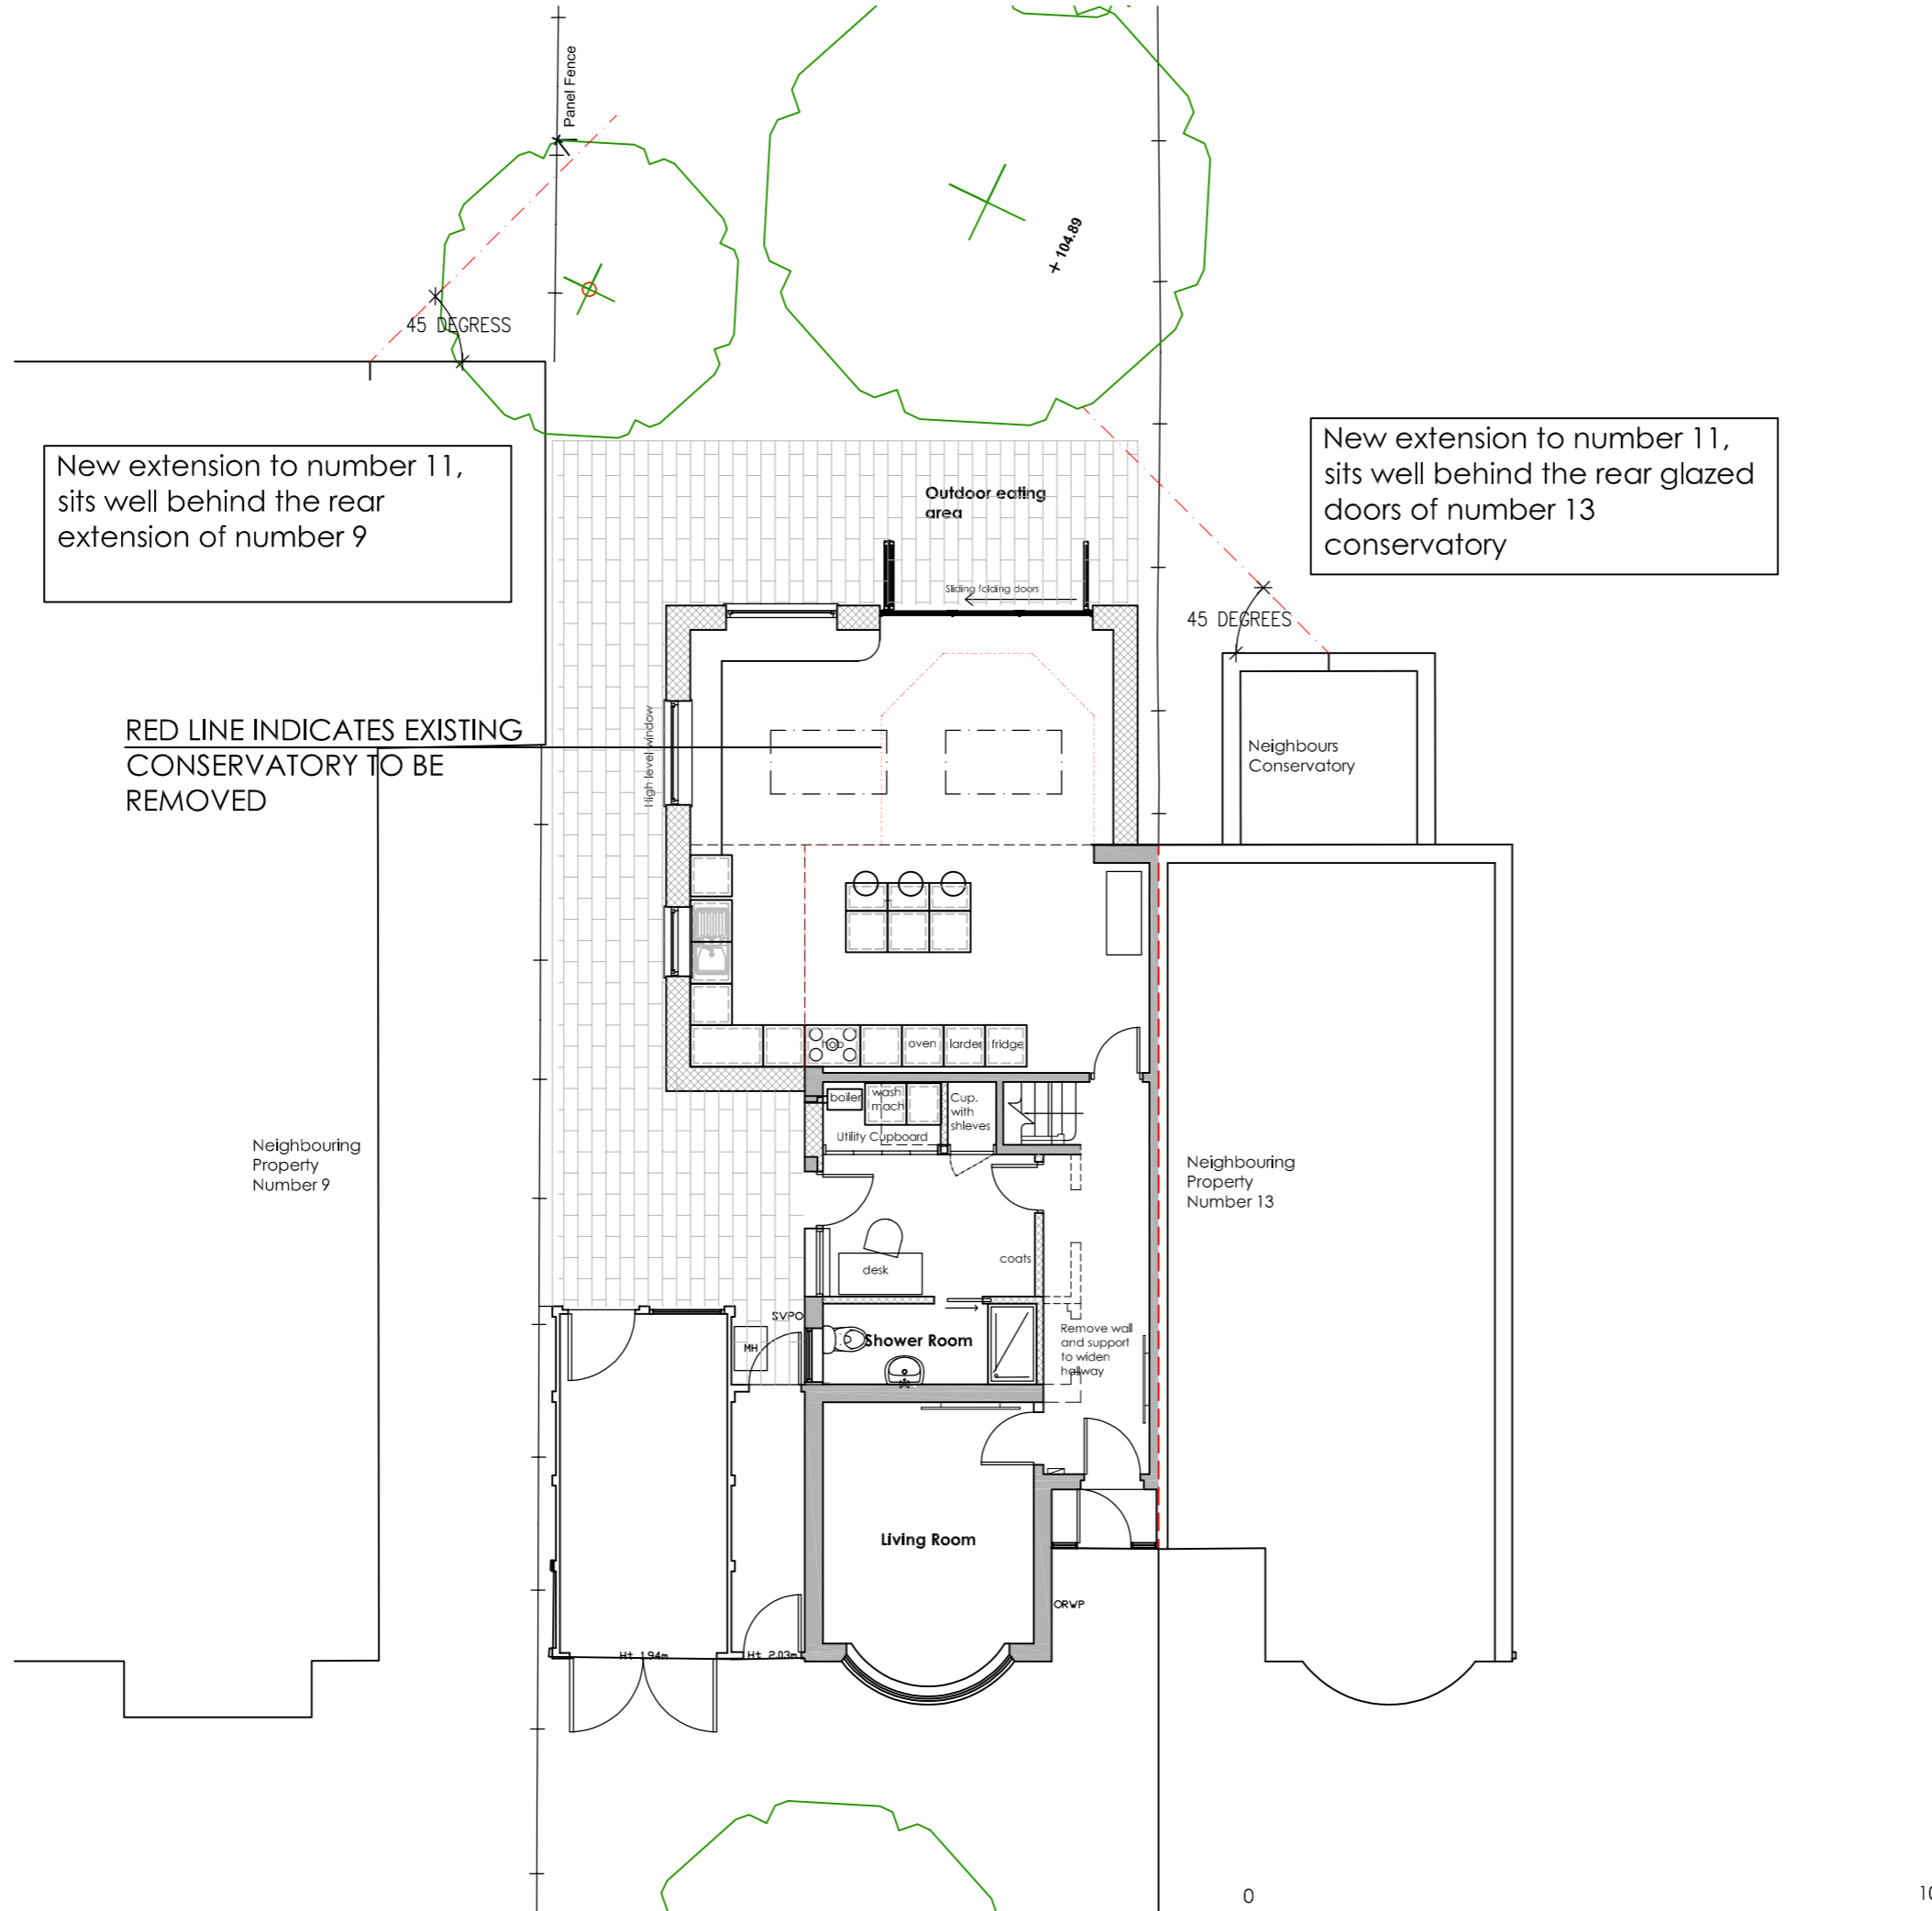 Panel Fence
+ 104.89
45 DEGRESS
New extension to number 11,
sits well behind the rear
extension of number 9
New extension to number 11,
sits well behind the rear glazed
doors of number 13
conservatory
Outdoor eating
area
Sliding folding doors
45 DEGREES
High level window
RED LINE INDICATES EXISTING
CONSERVATORY TO BE
REMOVED
Neighbours
Conservatory
hob
oven
larder
fridge
boiler
wash
mach
Cup.
with
shleves
Utility Cupboard
Neighbouring
Property
Number 9
Neighbouring
Property
Number 13
coats
desk
SVPO
MH
Shower Room
Remove wall
and support
to widen
hallway
Living Room
ORWP
Ht 1.94m
Ht 2.03m
0
10